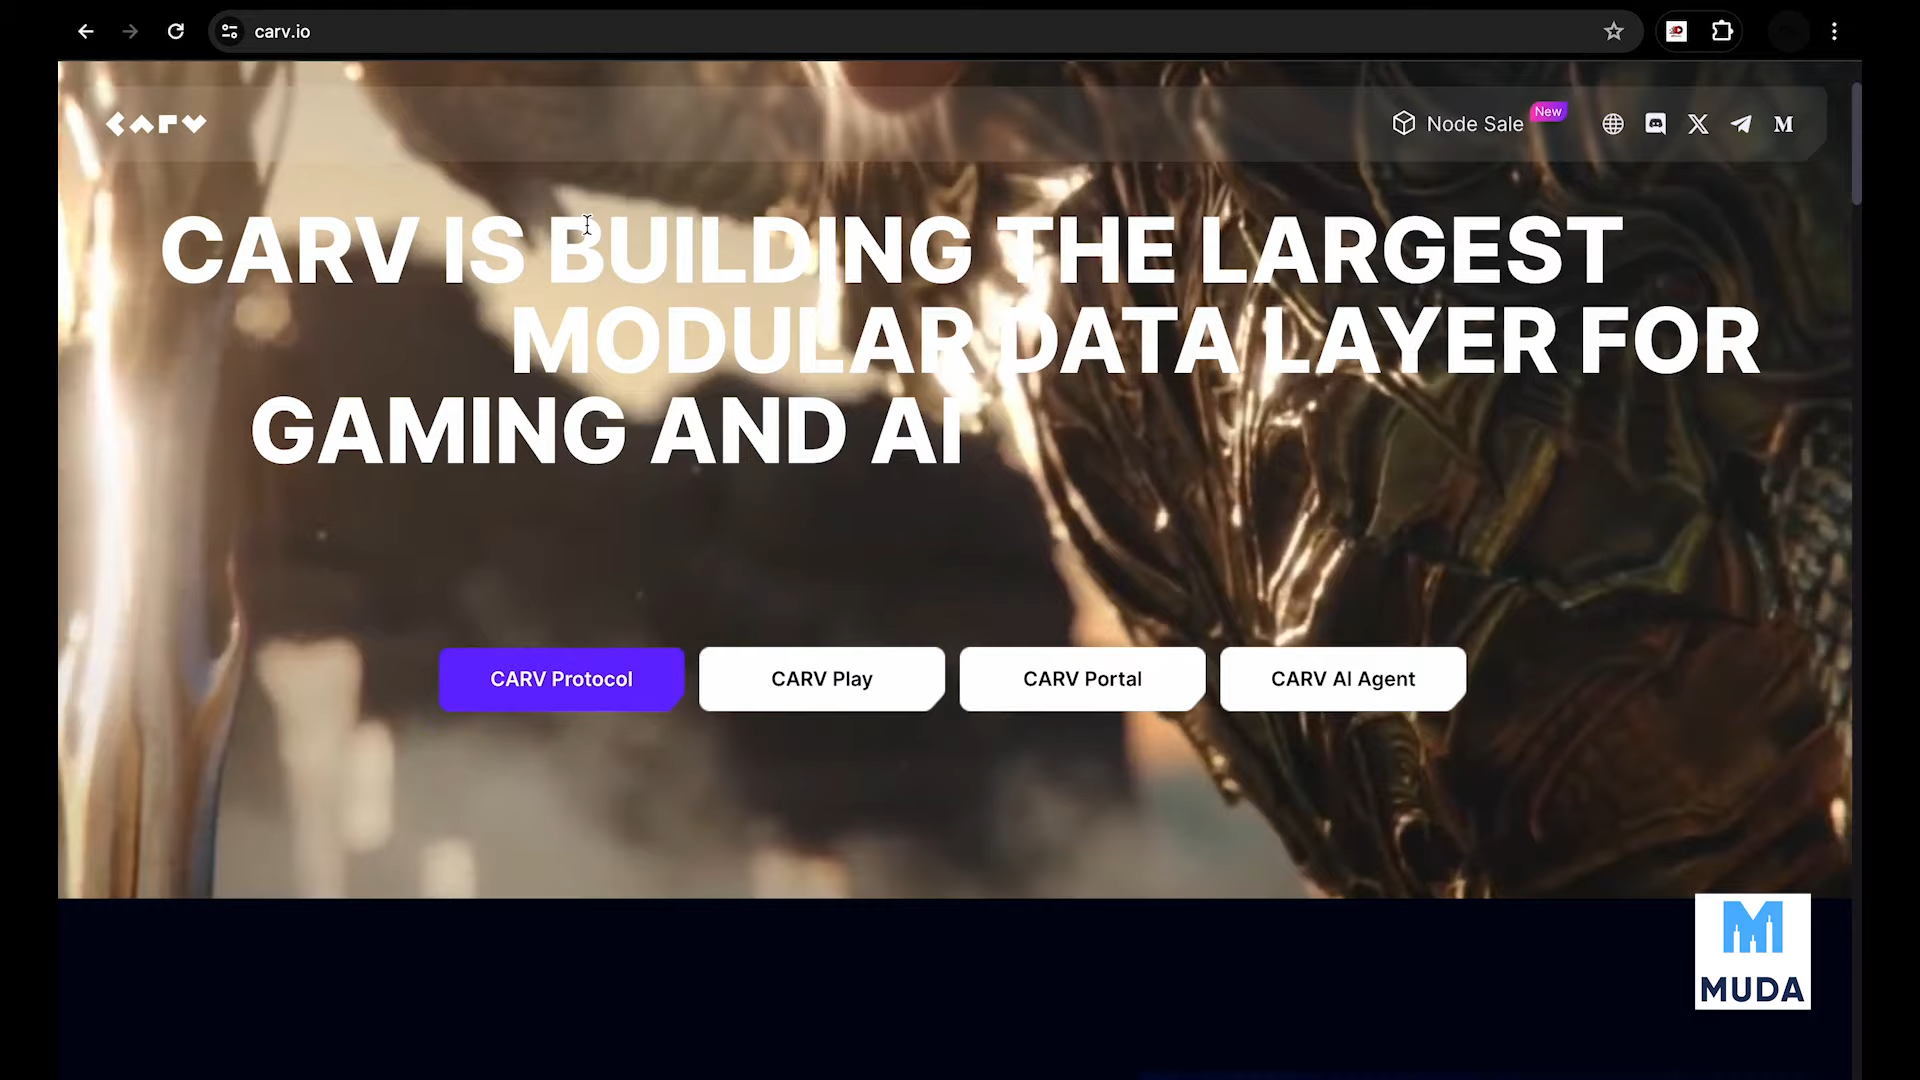 carv.io
CARV
Node Sale
New
M
CARV IS BUILDING THE LARGEST
MODULAR DATA LAYER FOR
GAMING AND AI
CARV Protocol
CARV Play
CARV Portal
CARV AI Agent
M
MUDA